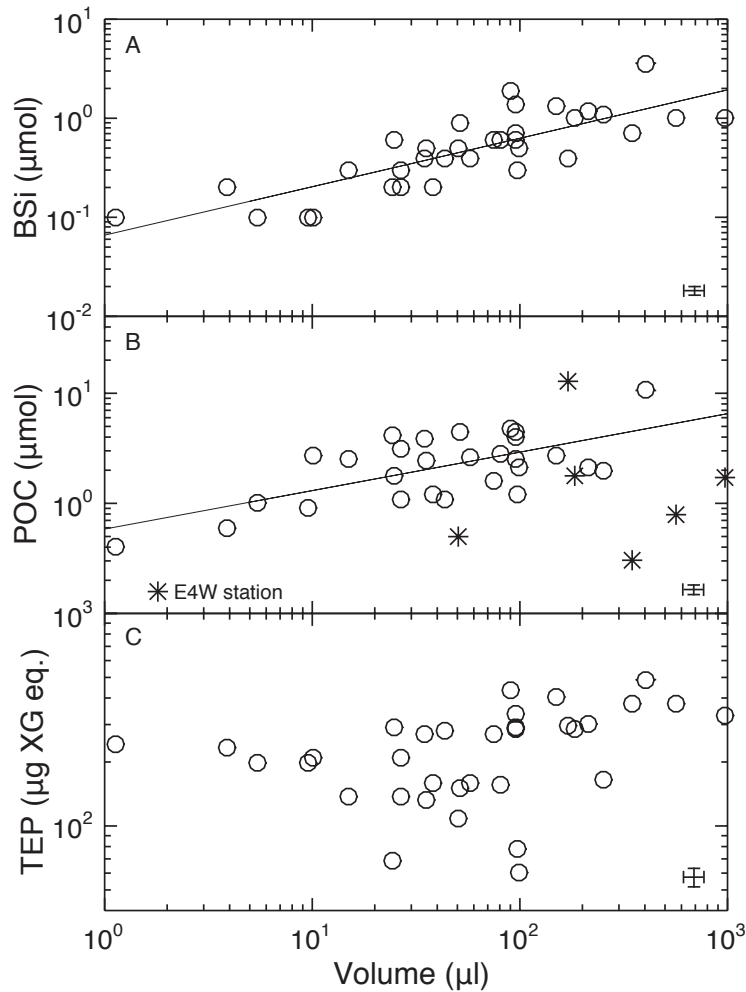 10¹
A
10⁰
BSi (μmol)
10⁻¹
10⁻²
B
10¹
POC (μmol)
10⁰
E4W station
10³
10³
C
TEP (μg XG eq.)
10²
10⁰ 10¹ 10² 10³
Volume (μl)